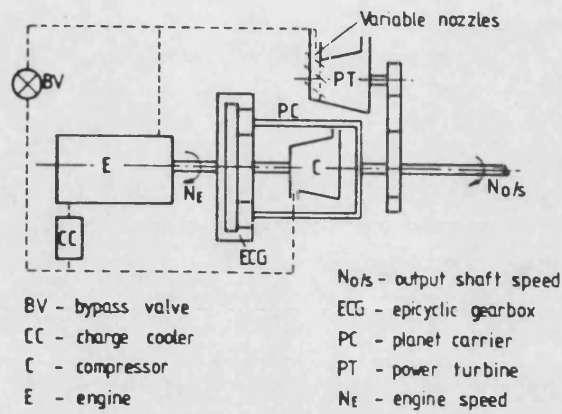 Variable nozzles
BV
PT
PC
E
NE
C
No/s
CC
ECG
BV - bypass valve
CC - charge cooler
C - compressor
E - engine
No/s - output shaft speed
ECG - epicyclic gearbox
PC - planet carrier
PT - power turbine
NE - engine speed